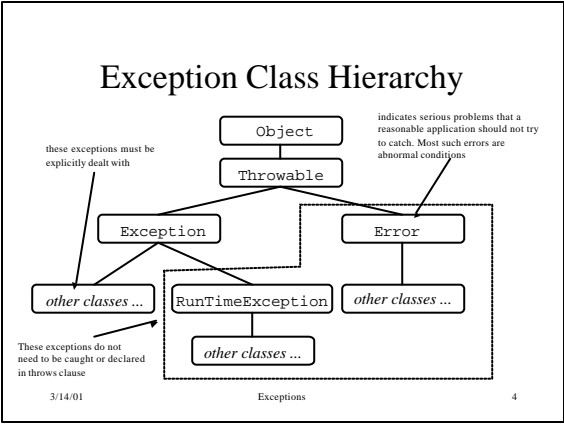 Exception Class Hierarchy
indicates serious problems that a
reasonable application should not try
to catch. Most such errors are
abnormal conditions
these exceptions must be
explicitly dealt with
Object
Throwable
Exception
Error
other classes ...
RunTimeException
other classes ...
other classes ...
These exceptions do not
need to be caught or declared
in throws clause
3/14/01
Exceptions
4